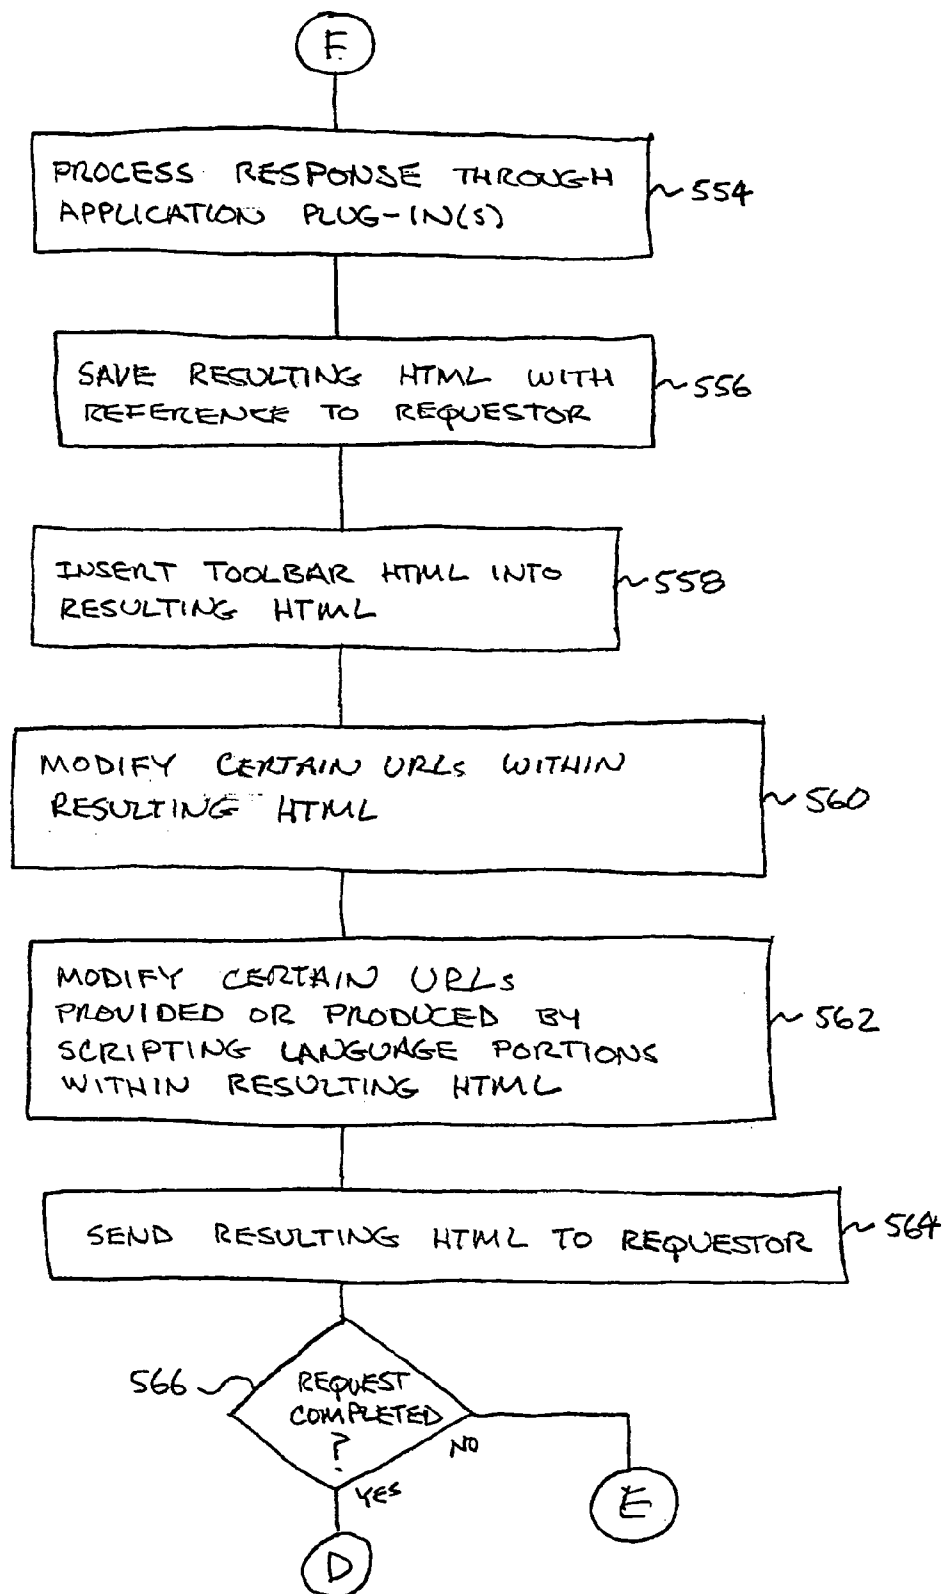 F
PROCESS RESPONSE THROUGH
APPLICATION PLUG-IN(S)
554
SAVE RESULTING HTML WITH
REFERENCE TO REQUESTOR
556
INSERT TOOLBAR HTML INTO
RESULTING HTML
558
MODIFY CERTAIN URLs WITHIN
RESULTING HTML
560
MODIFY CERTAIN URLs
PROVIDED OR PRODUCED BY
SCRIPTING LANGUAGE PORTIONS
WITHIN RESULTING HTML
562
SEND RESULTING HTML TO REQUESTOR
564
566
REQUEST
COMPLETED
?
NO
YES
E
D